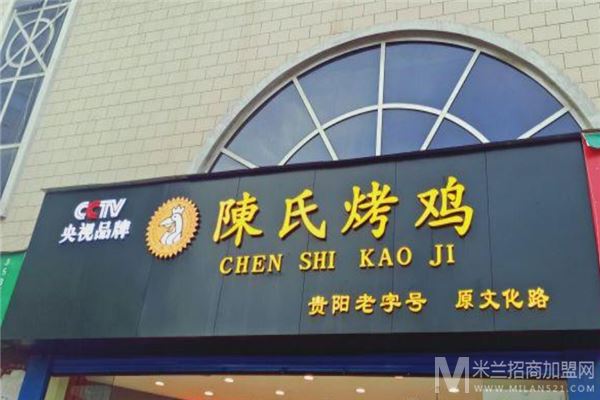 CCTV
央视品牌
陳氏烤鸡
CHEN SHI KAO JI
贵阳老字号 原文化路
M 米兰招商加盟网
WWW.MILAN521.COM